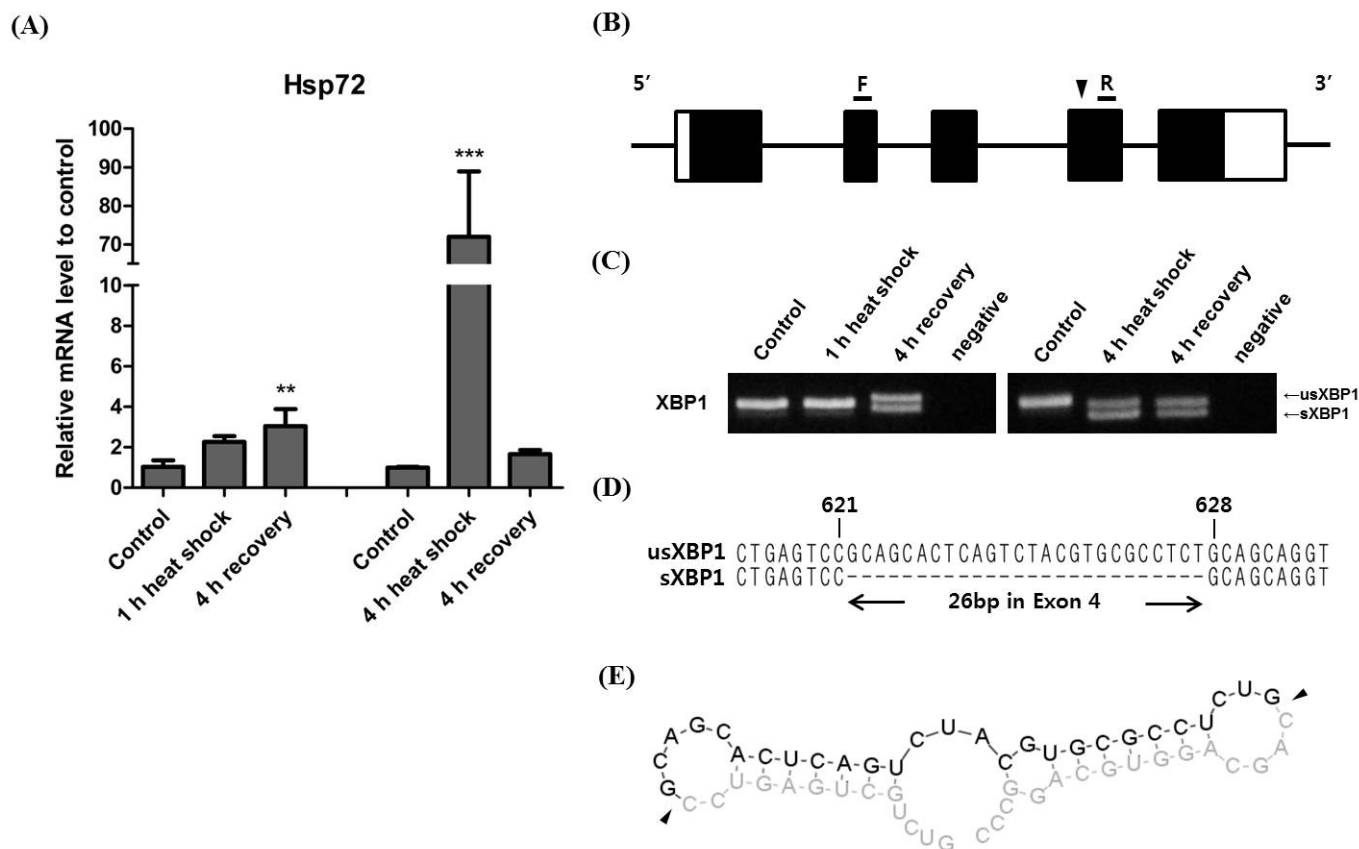 (A)
Hsp72
Relative mRNA level to control
100
90
80
70
10
8
6
4
2
0
**
***
Control
1 h heat shock
4 h recovery
Control
4 h heat shock
4 h recovery
(B)
5′
F
R
3′
(C)
Control
1 h heat shock
4 h recovery
negative
Control
4 h heat shock
4 h recovery
negative
XBP1
←usXBP1
←sXBP1
(D)
621 628
usXBP1 CTGAGTCCGCAGCACTCAGTCTACGTGCGCCTCTGCAGCAGGT
sXBP1 CTGAGTCC--------------------------GCAGCAGGT
26bp in Exon 4
(E)
GCAGCACUCAGUCUACGUGCGCCUCUG
CCUGAGUCGUCUGCCCGGACGUGGACGAC